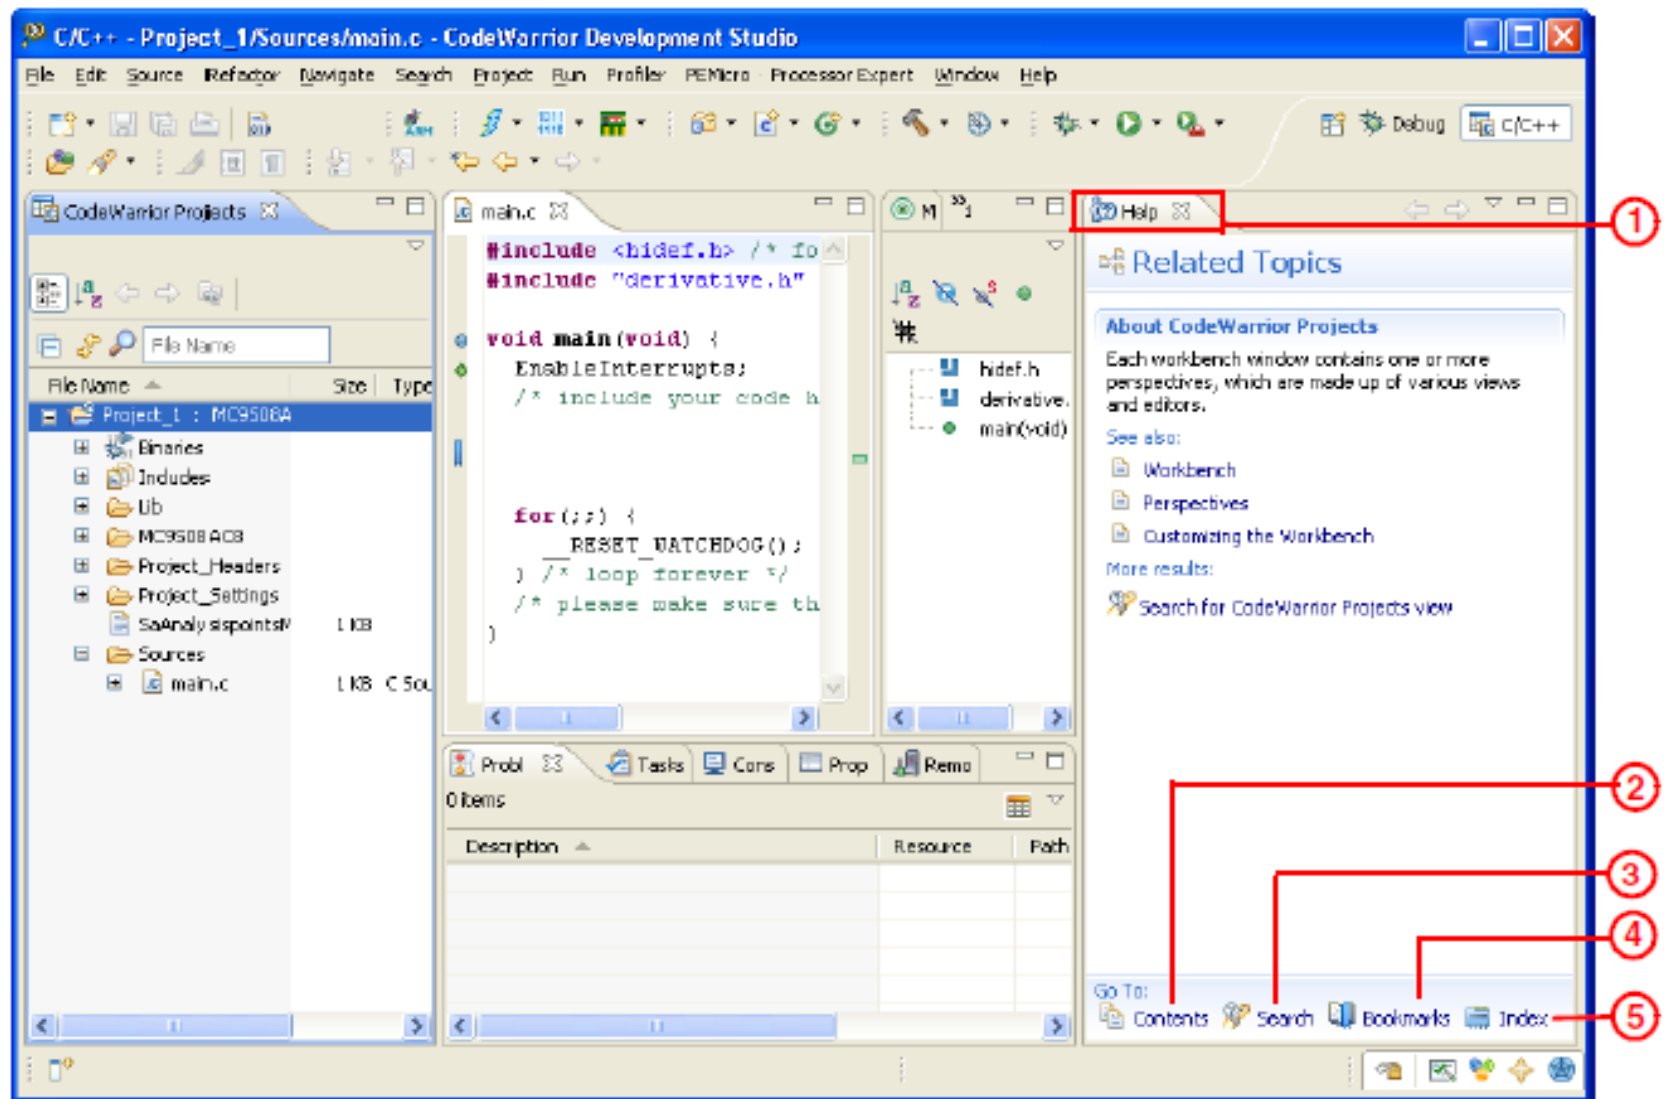 C/C++ - Project_1/Sources/main.c - CodeWarrior Development Studio
File Edit Source Refactor Navigate Search Project Run Profiler PEMicro Processor Expert Window Help
Debug C/C++
CodeWarrior Projects
File Name
File Name Size Type
Project_1 : MC9S08A
Binaries
Includes
Lib
MC9S08AC8
Project_Headers
Project_Settings
SaAnalysispointsM 1 KB
Sources
main.c 1 KB C Sou
main.c
#include <hidef.h> /* fo
#include "derivative.h"
void main(void) {
EnableInterrupts;
/* include your code h
for(;;) {
__RESET_WATCHDOG();
} /* loop forever */
/* please make sure th
}
M »1
hidef.h
derivative.
main(void)
Probl Tasks Cons Prop Remo
0 items
Description Resource Path
Help
Related Topics
About CodeWarrior Projects
Each workbench window contains one or more
perspectives, which are made up of various views
and editors.
See also:
Workbench
Perspectives
Customizing the Workbench
More results:
Search for CodeWarrior Projects view
Go To:
Contents Search Bookmarks Index
1
2
3
4
5